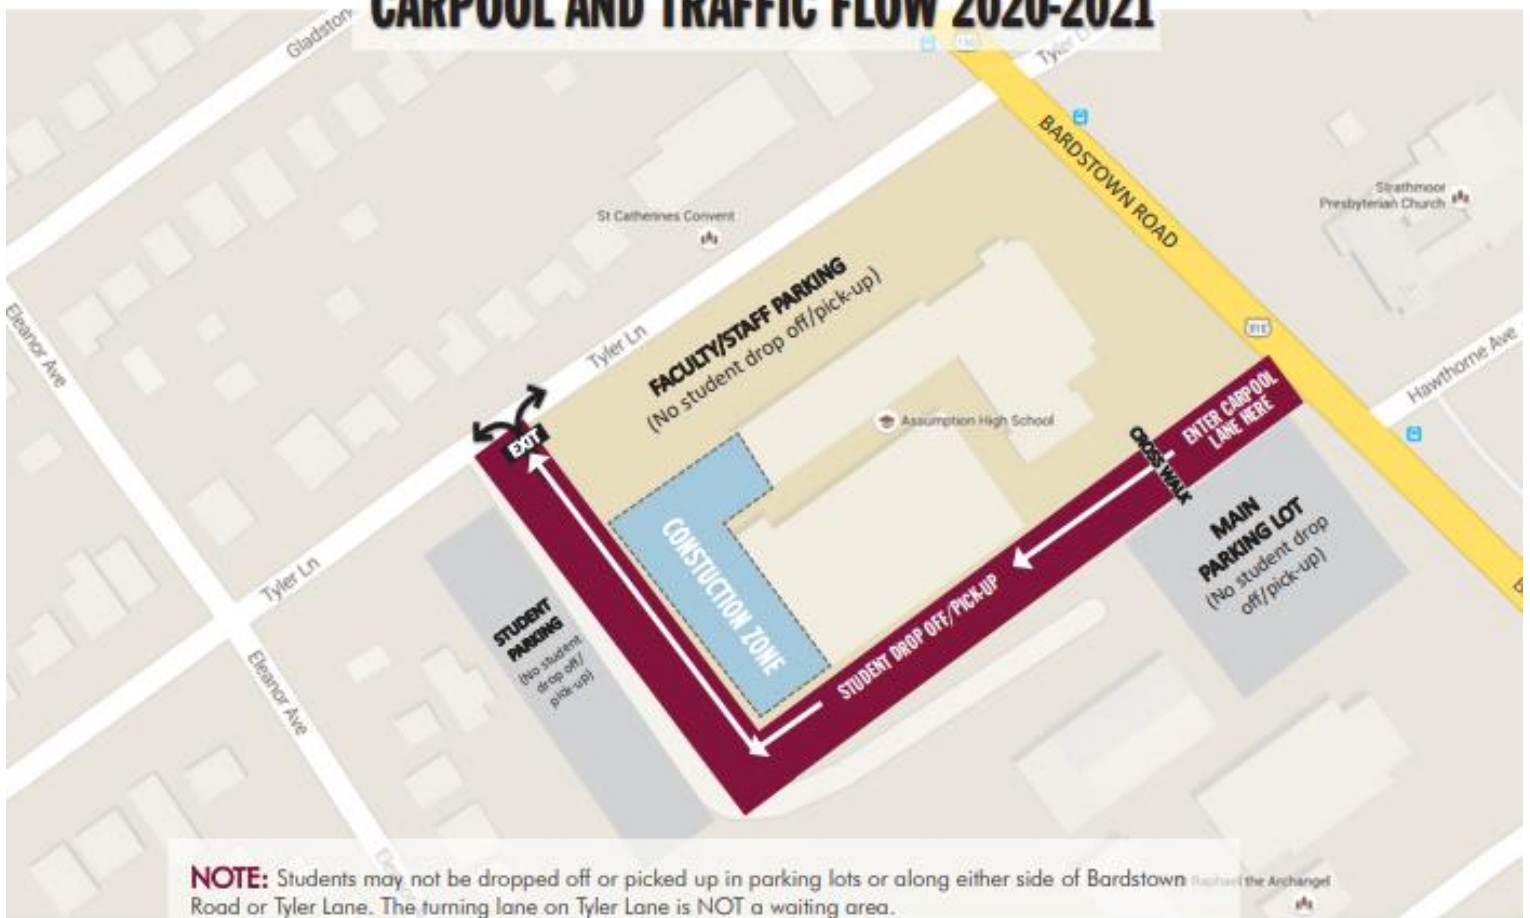 CARPOOL AND TRAFFIC FLOW 2020-2021
Gladston
Tyler Ln
BARDSTOWN ROAD
Strathmoor
Presbyterian Church
St Catherines Convent
Eleanor Ave
FACULTY/STAFF PARKING
(No student drop off/pick-up)
Tyler Ln
Hawthorne Ave
Assumption High School
ENTER CARPOOL
LANE HERE
CROSS WALK
EXIT
MAIN
PARKING LOT
(No student drop
off/pick-up)
CONSTUCTION ZONE
STUDENT DROP OFF/PICK-UP
Tyler Ln
STUDENT
PARKING
(No student
drop off/
pick-up)
Eleanor Ave
NOTE: Students may not be dropped off or picked up in parking lots or along either side of Bardstown
Road or Tyler Lane. The turning lane on Tyler Lane is NOT a waiting area.
Raphael the Archangel